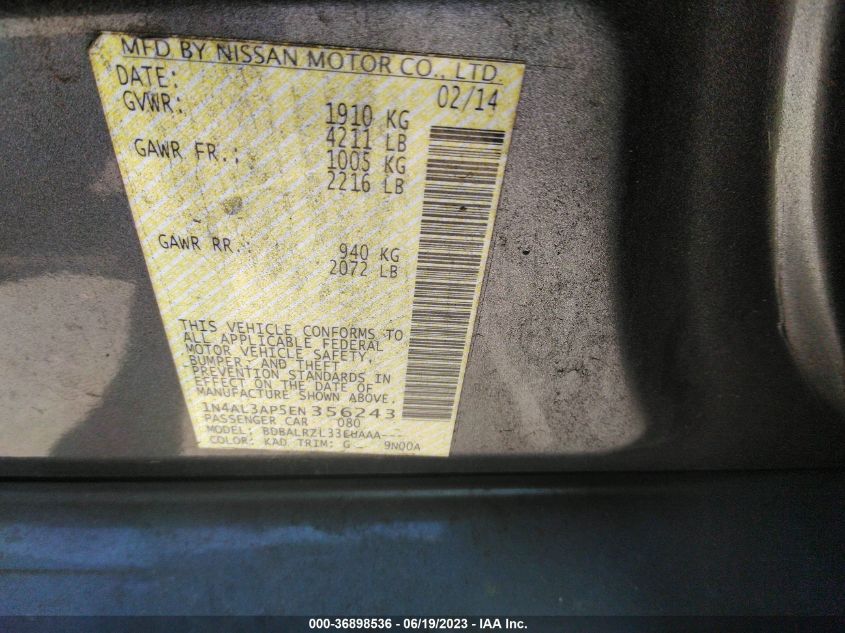 MFD BY NISSAN MOTOR CO., LTD.
DATE: 02/14
GVWR: 1910 KG
4211 LB
GAWR FR.: 1005 KG
2216 LB
GAWR RR.: 940 KG
2072 LB
THIS VEHICLE CONFORMS TO
ALL APPLICABLE FEDERAL
MOTOR VEHICLE SAFETY,
BUMPER, AND THEFT
PREVENTION STANDARDS IN
EFFECT ON THE DATE OF
MANUFACTURE SHOWN ABOVE.
1N4AL3AP5EN356243
PASSENGER CAR 080
MODEL: BDBALRZL33EUAAA---
COLOR: KAD TRIM: G 9N00A
000-36898536 - 06/19/2023 - IAA Inc.